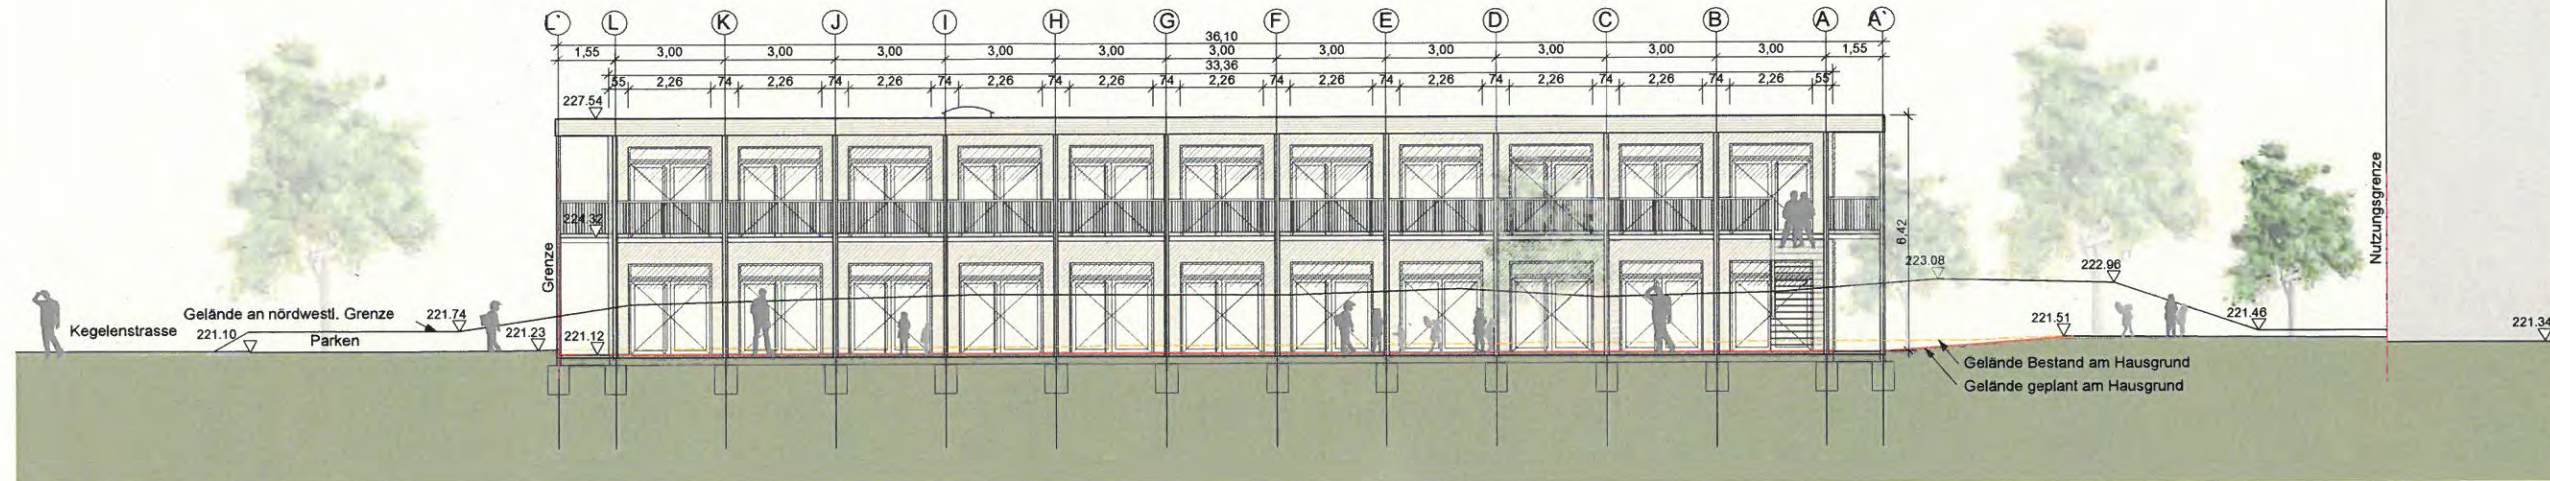 L` L K J I H G F E D C B A A`
36,10
1,55 3,00 3,00 3,00 3,00 3,00 3,00 3,00 3,00 3,00 3,00 3,00 1,55
33,36
55 2,26 74 2,26 74 2,26 74 2,26 74 2,26 74 2,26 74 2,26 74 2,26 74 2,26 74 2,26 74 2,26 55
227.54
224.32
6,42
Grenze
Nutzungsgrenze
223.08
222.96
Gelände an nördwestl. Grenze
221.74
Kegelenstrasse
221.10
Parken
221.23
221.12
221.51
221.46
221.34
Gelände Bestand am Hausgrund
Gelände geplant am Hausgrund